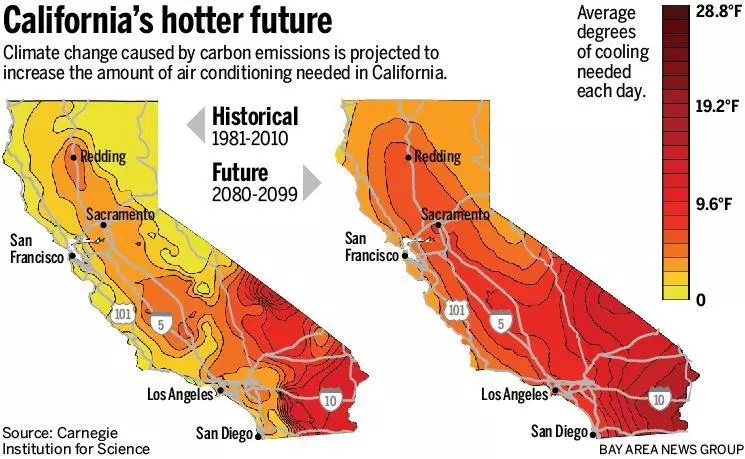 California's hotter future
Climate change caused by carbon emissions is projected to
increase the amount of air conditioning needed in California.
Average
degrees
of cooling
needed
each day.
28.8°F
19.2°F
9.6°F
0
Historical
1981-2010
Future
2080-2099
Redding
Sacramento
San
Francisco
101
5
Los Angeles
10
San Diego
Redding
Sacramento
San
Francisco
101
5
Los Angeles
10
San Diego
Source: Carnegie
Institution for Science
BAY AREA NEWS GROUP